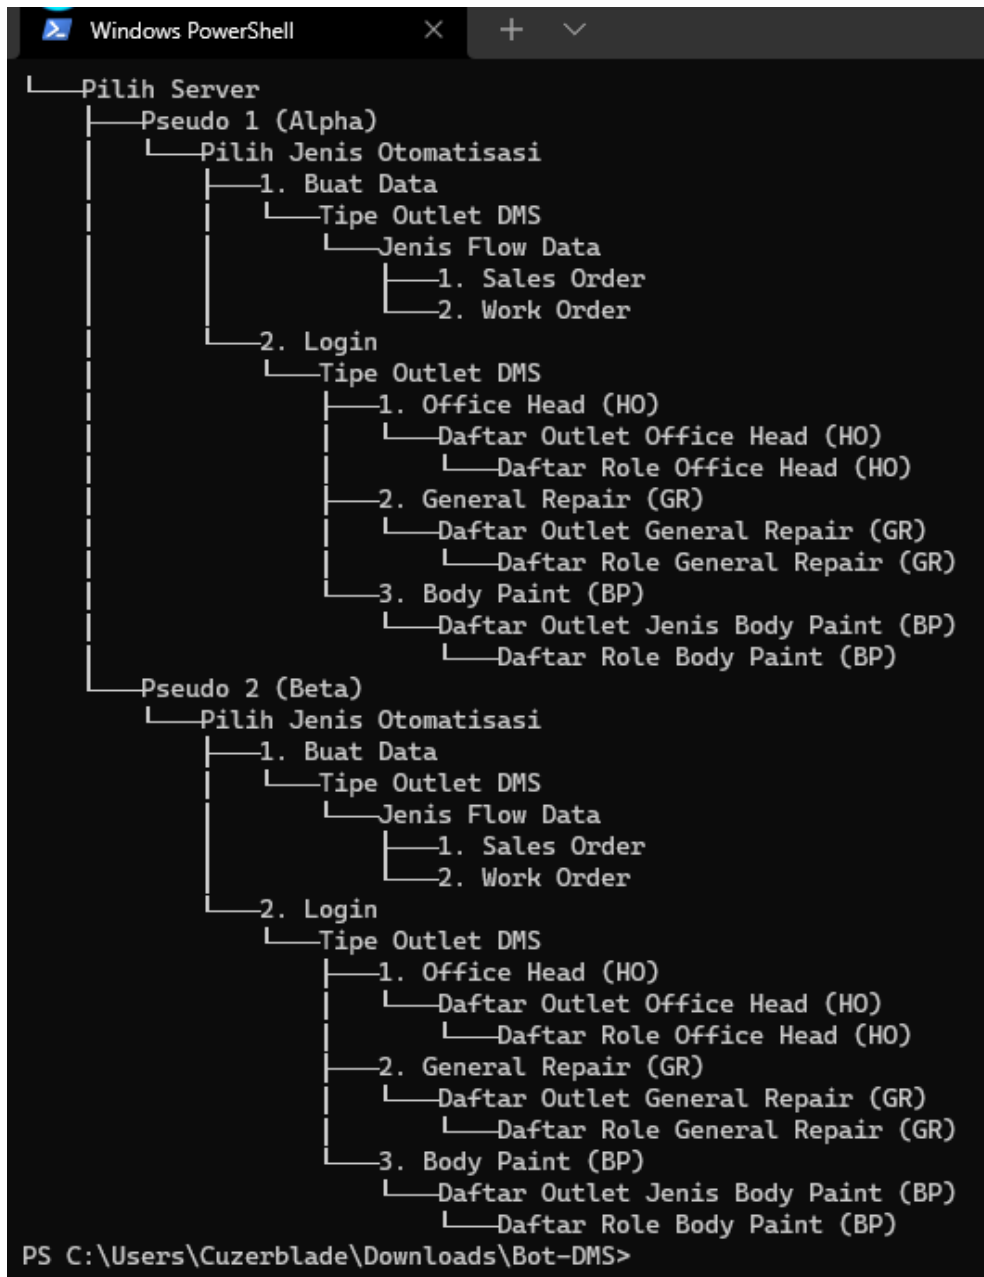 Windows PowerShell
└───Pilih Server
    ├───Pseudo 1 (Alpha)
    │   └───Pilih Jenis Otomatisasi
    │       ├───1. Buat Data
    │       │   └───Tipe Outlet DMS
    │       │       └───Jenis Flow Data
    │       │           ├───1. Sales Order
    │       │           └───2. Work Order
    │       └───2. Login
    │           └───Tipe Outlet DMS
    │               ├───1. Office Head (HO)
    │               │   └───Daftar Outlet Office Head (HO)
    │               │       └───Daftar Role Office Head (HO)
    │               ├───2. General Repair (GR)
    │               │   └───Daftar Outlet General Repair (GR)
    │               │       └───Daftar Role General Repair (GR)
    │               └───3. Body Paint (BP)
    │                   └───Daftar Outlet Jenis Body Paint (BP)
    │                       └───Daftar Role Body Paint (BP)
    └───Pseudo 2 (Beta)
        └───Pilih Jenis Otomatisasi
            ├───1. Buat Data
            │   └───Tipe Outlet DMS
            │       └───Jenis Flow Data
            │           ├───1. Sales Order
            │           └───2. Work Order
            └───2. Login
                └───Tipe Outlet DMS
                    ├───1. Office Head (HO)
                    │   └───Daftar Outlet Office Head (HO)
                    │       └───Daftar Role Office Head (HO)
                    ├───2. General Repair (GR)
                    │   └───Daftar Outlet General Repair (GR)
                    │       └───Daftar Role General Repair (GR)
                    └───3. Body Paint (BP)
                        └───Daftar Outlet Jenis Body Paint (BP)
                            └───Daftar Role Body Paint (BP)
PS C:\Users\Cuzerblade\Downloads\Bot-DMS>